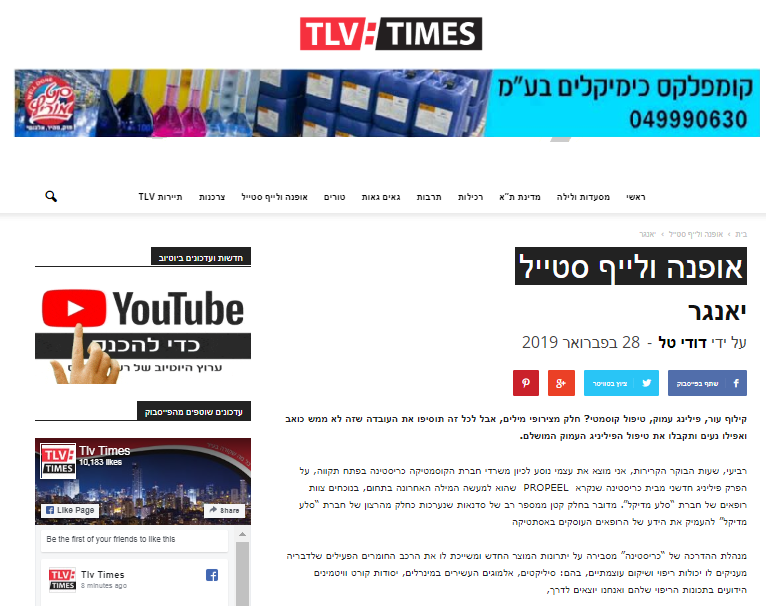 TLV TIMES
קומפלקס כימיקלים בע"מ
049990630
ראשי
מסעדות ולילה
מדינת ת"א
רכילות
תרבות
גאים גאות
טורים
אופנה ולייף סטייל
צרכנות
תיירות TLV
בית › אופנה ולייף סטייל › יאנגר
אופנה ולייף סטייל
יאנגר
על ידי דודי טל - 28 בפברואר 2019
שתף בפייסבוק
ציוץ בטוויטר
קילוף עור, פילינג עמוק, טיפול קוסמטי? חלק מצירופי מילים, אבל לכל זה תוסיפו את העובדה שזה לא ממש כואב
ואפילו נעים ותקבלו את טיפול הפיליניג העמוק המושלם.
רביעי, שעות הבוקר הקרירות, אני מוצא את עצמי נוסע לכיון משרדי חברת הקוסמטיקה כריסטינה בפתח תקווה, על
הפרק פיליניג חדשני מבית כריסטינה שנקרא PROPEEL שהוא למעשה המילה האחרונה בתחום, בנוכחים צוות
רופאים של חברת "סלע מדיקל". מדובר בחלק קטן ממספר רב של סדנאות שנערכות כחלק מהרצון של חברת "סלע
מדיקל" להעמיק את הידע של הרופאים העוסקים באסתטיקה
מנהלת ההדרכה של "כריסטינה" מסבירה על יתרונות המוצר החדש ומשייכת לו את הרכב החומרים הפעילים שלדבריה
מעניקים לו יכולות ריפוי ושיקום עוצמתיים, בהם: סיליקטים, אלמוגים העשירים במינרלים, יסודות קורט וויטמינים
הידועים בתכונות הריפוי שלהם ואנחנו יוצאים לדרך,
חדשות ועדכונים ביוטיוב
YouTube
כדי להכנס
ערוץ היוטיוב של
עדכונים שוטפים מהפייסבוק
TLV TIMES
Tlv Times
10,183 likes
Like Page
Share
Be the first of your friends to like this
TLV TIMES
Tlv Times
8 minutes ago